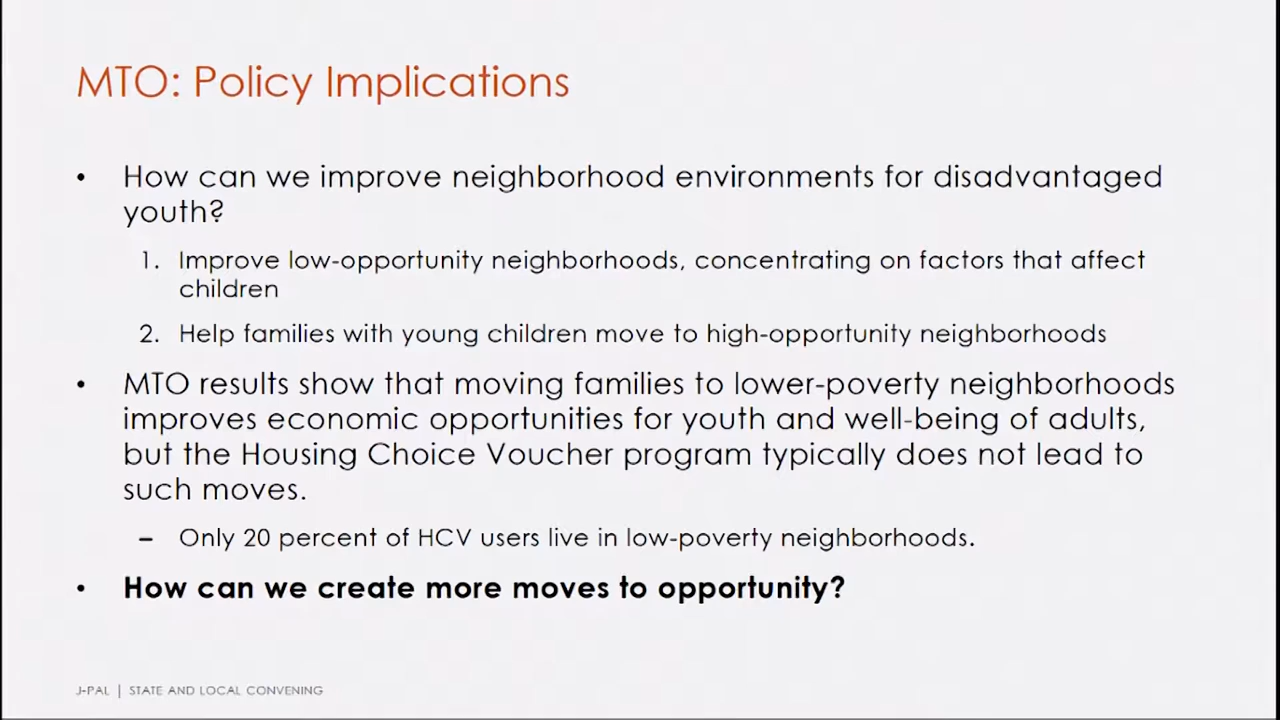 MTO: Policy Implications
• How can we improve neighborhood environments for disadvantaged
youth?
1. Improve low-opportunity neighborhoods, concentrating on factors that affect
children
2. Help families with young children move to high-opportunity neighborhoods
• MTO results show that moving families to lower-poverty neighborhoods
improves economic opportunities for youth and well-being of adults,
but the Housing Choice Voucher program typically does not lead to
such moves.
– Only 20 percent of HCV users live in low-poverty neighborhoods.
• How can we create more moves to opportunity?
J-PAL | STATE AND LOCAL CONVENING